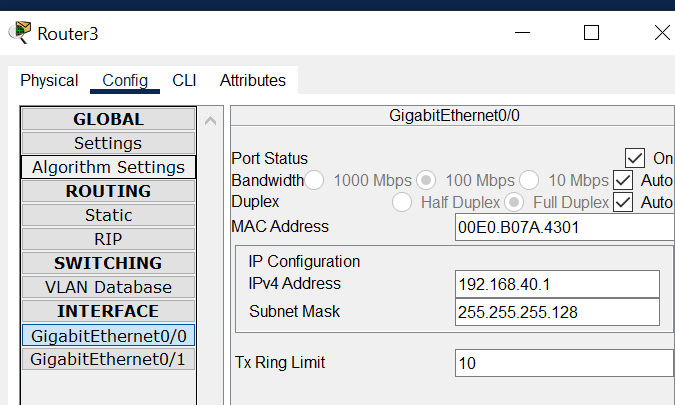 Router3
Physical Config CLI Attributes
GLOBAL
Settings
Algorithm Settings
ROUTING
Static
RIP
SWITCHING
VLAN Database
INTERFACE
GigabitEthernet0/0
GigabitEthernet0/1
GigabitEthernet0/0
Port Status On
Bandwidth 1000 Mbps 100 Mbps 10 Mbps Auto
Duplex Half Duplex Full Duplex Auto
MAC Address 00E0.B07A.4301
IP Configuration
IPv4 Address 192.168.40.1
Subnet Mask 255.255.255.128
Tx Ring Limit 10